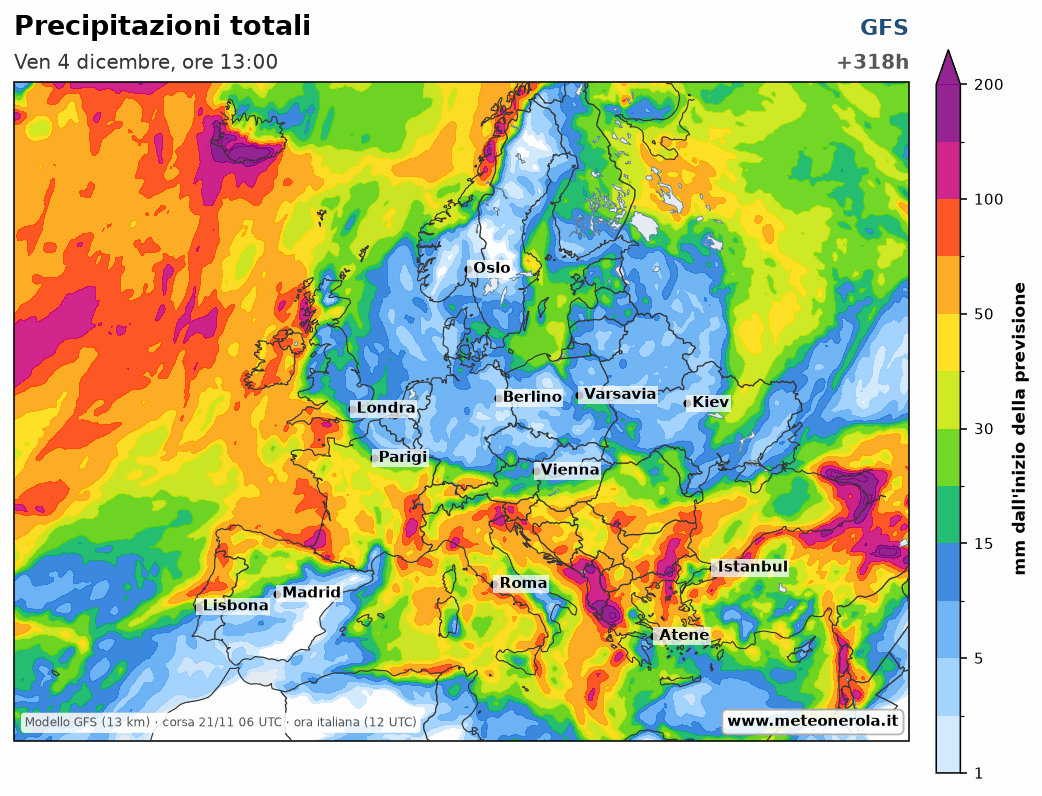 Precipitazioni totali
GFS
Ven 4 dicembre, ore 13:00
+318h
200
100
50
30
15
5
1
mm dall'inizio della previsione
Oslo
Londra
Berlino
Varsavia
Kiev
Parigi
Vienna
Lisbona
Madrid
Roma
Istanbul
Atene
Modello GFS (13 km) · corsa 21/11 06 UTC · ora italiana (12 UTC)
www.meteonerola.it